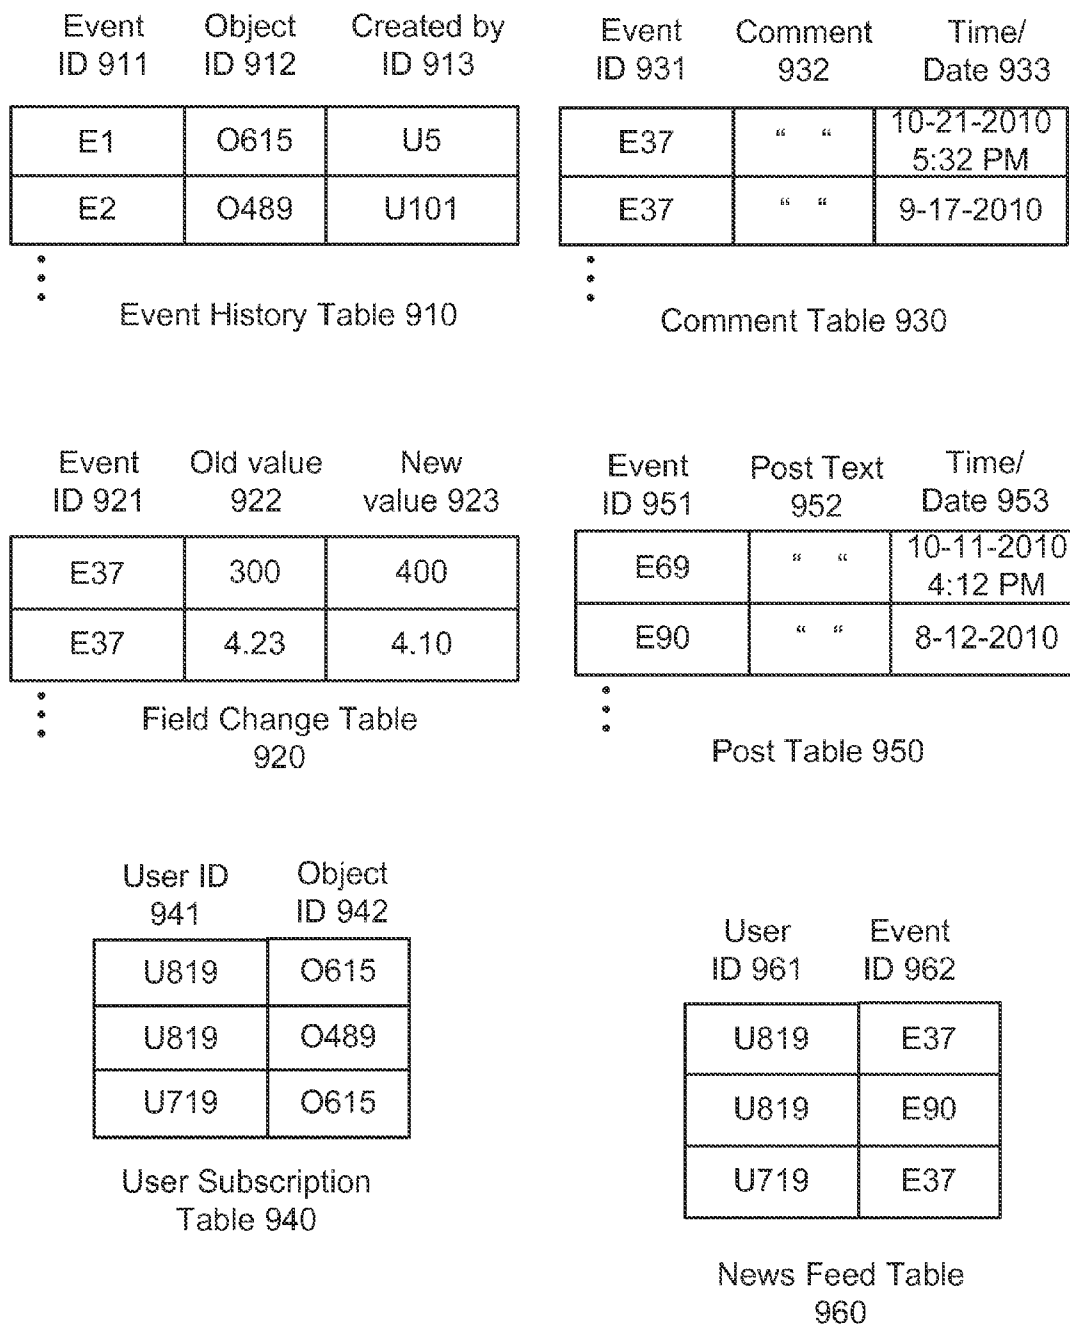 Event ID 911
Object ID 912
Created by ID 913
E1 O615 U5
E2 O489 U101
Event History Table 910
Event ID 931
Comment 932
Time/ Date 933
E37 “ “ 10-21-2010 5:32 PM
E37 “ “ 9-17-2010
Comment Table 930
Event ID 921
Old value 922
New value 923
E37 300 400
E37 4.23 4.10
Field Change Table 920
Event ID 951
Post Text 952
Time/ Date 953
E69 “ “ 10-11-2010 4:12 PM
E90 “ “ 8-12-2010
Post Table 950
User ID 941
Object ID 942
U819 O615
U819 O489
U719 O615
User Subscription Table 940
User ID 961
Event ID 962
U819 E37
U819 E90
U719 E37
News Feed Table 960